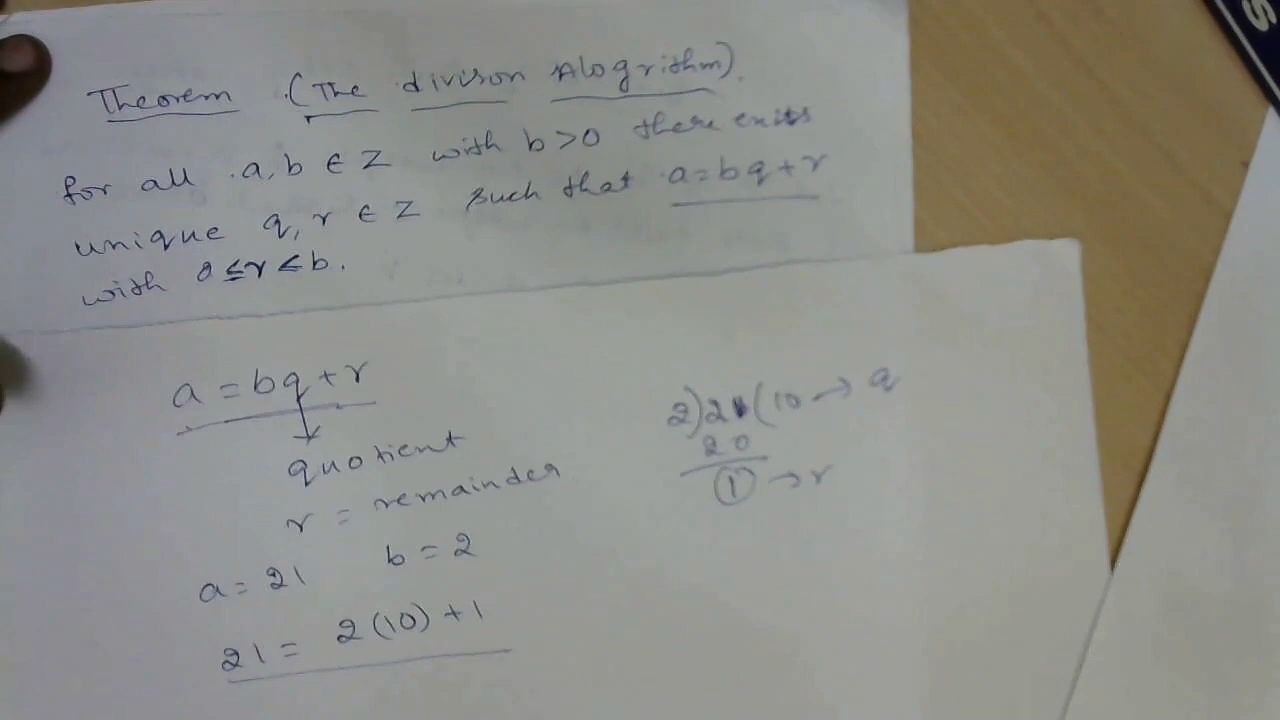 Theorem (The divison Alogrithm).
for all a, b ∈ Z with b>0 there exists
unique q, r ∈ Z such that a=bq+r
with 0≤r<b.
a = bq+r
quotient
r = remainder
a = 21 b = 2
21 = 2(10)+1
2)21(10→q
20
1→r
S